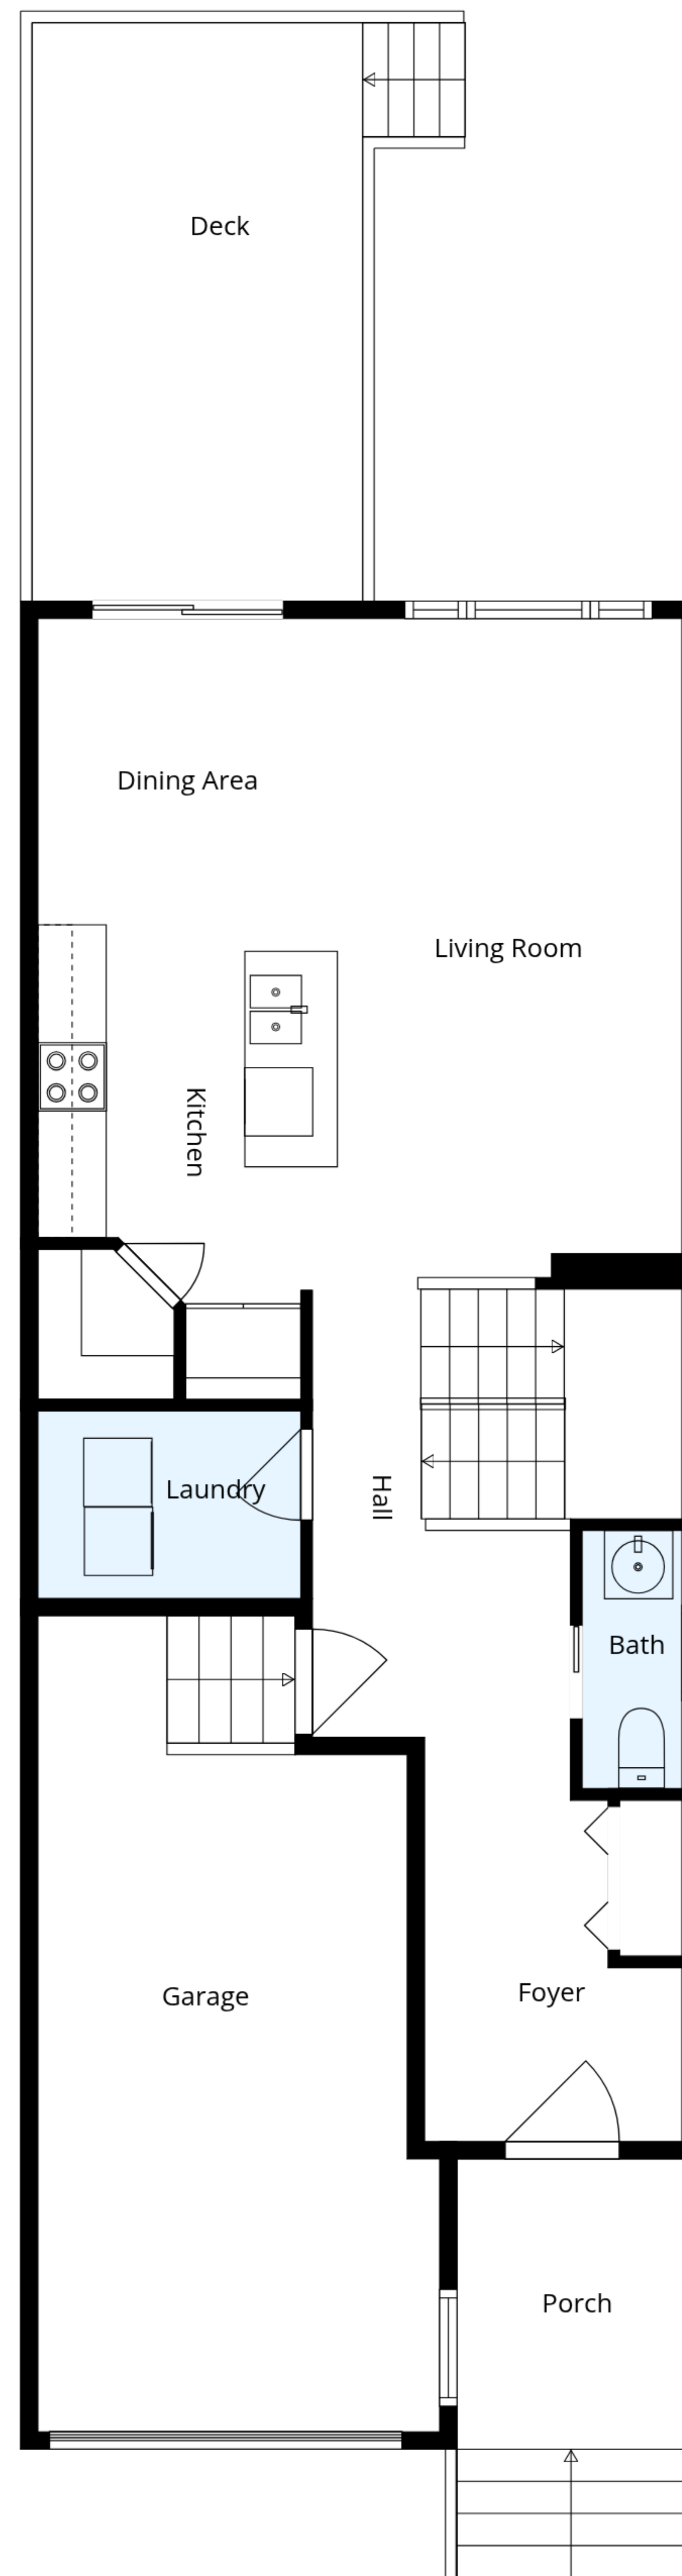 Deck
Dining Area
Living Room
Kitchen
Laundry
Hall
Bath
Garage
Foyer
Porch